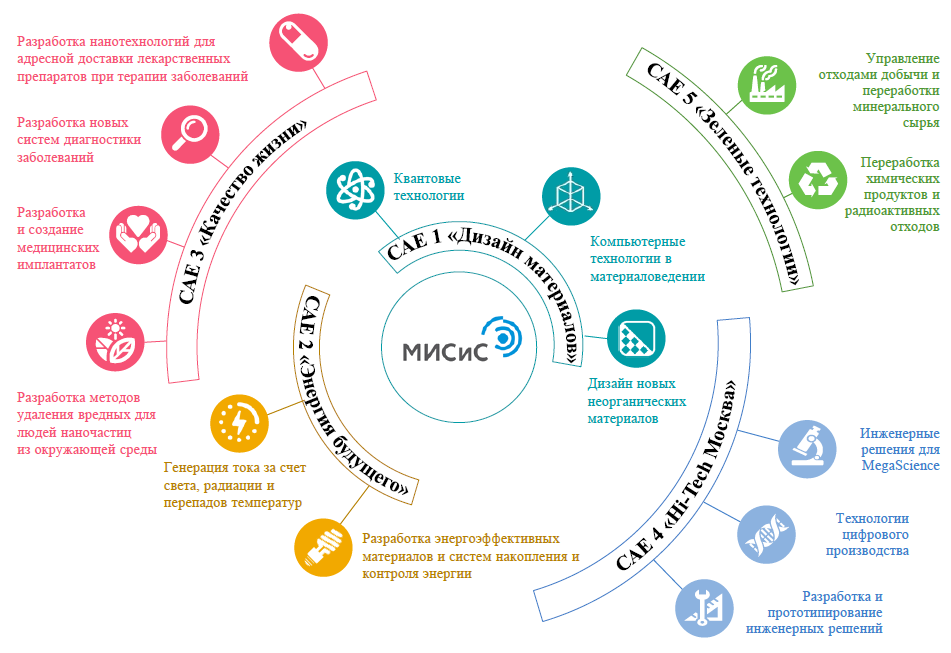 Разработка нанотехнологий для
адресной доставки лекарственных
препаратов при терапии заболеваний
Разработка новых
систем диагностики
заболеваний
Разработка
и создание
медицинских
имплантатов
Разработка методов
удаления вредных для
людей наночастиц
из окружающей среды
САЕ 3 «Качество жизни»
Квантовые
технологии
Компьютерные
технологии в
материаловедении
Дизайн новых
неорганических
материалов
САЕ 1 «Дизайн материалов»
МИСиС
САЕ 2 «Энергия будущего»
Генерация тока за счет
света, радиации и
перепадов температур
Разработка энергоэффективных
материалов и систем накопления и
контроля энергии
САЕ 5 «Зеленые технологии»
Управление
отходами добычи и
переработки
минерального
сырья
Переработка
химических
продуктов и
радиоактивных
отходов
САЕ 4 «Hi-Tech Москва»
Инженерные
решения для
MegaScience
Технологии
цифрового
производства
Разработка и
прототипирование
инженерных решений